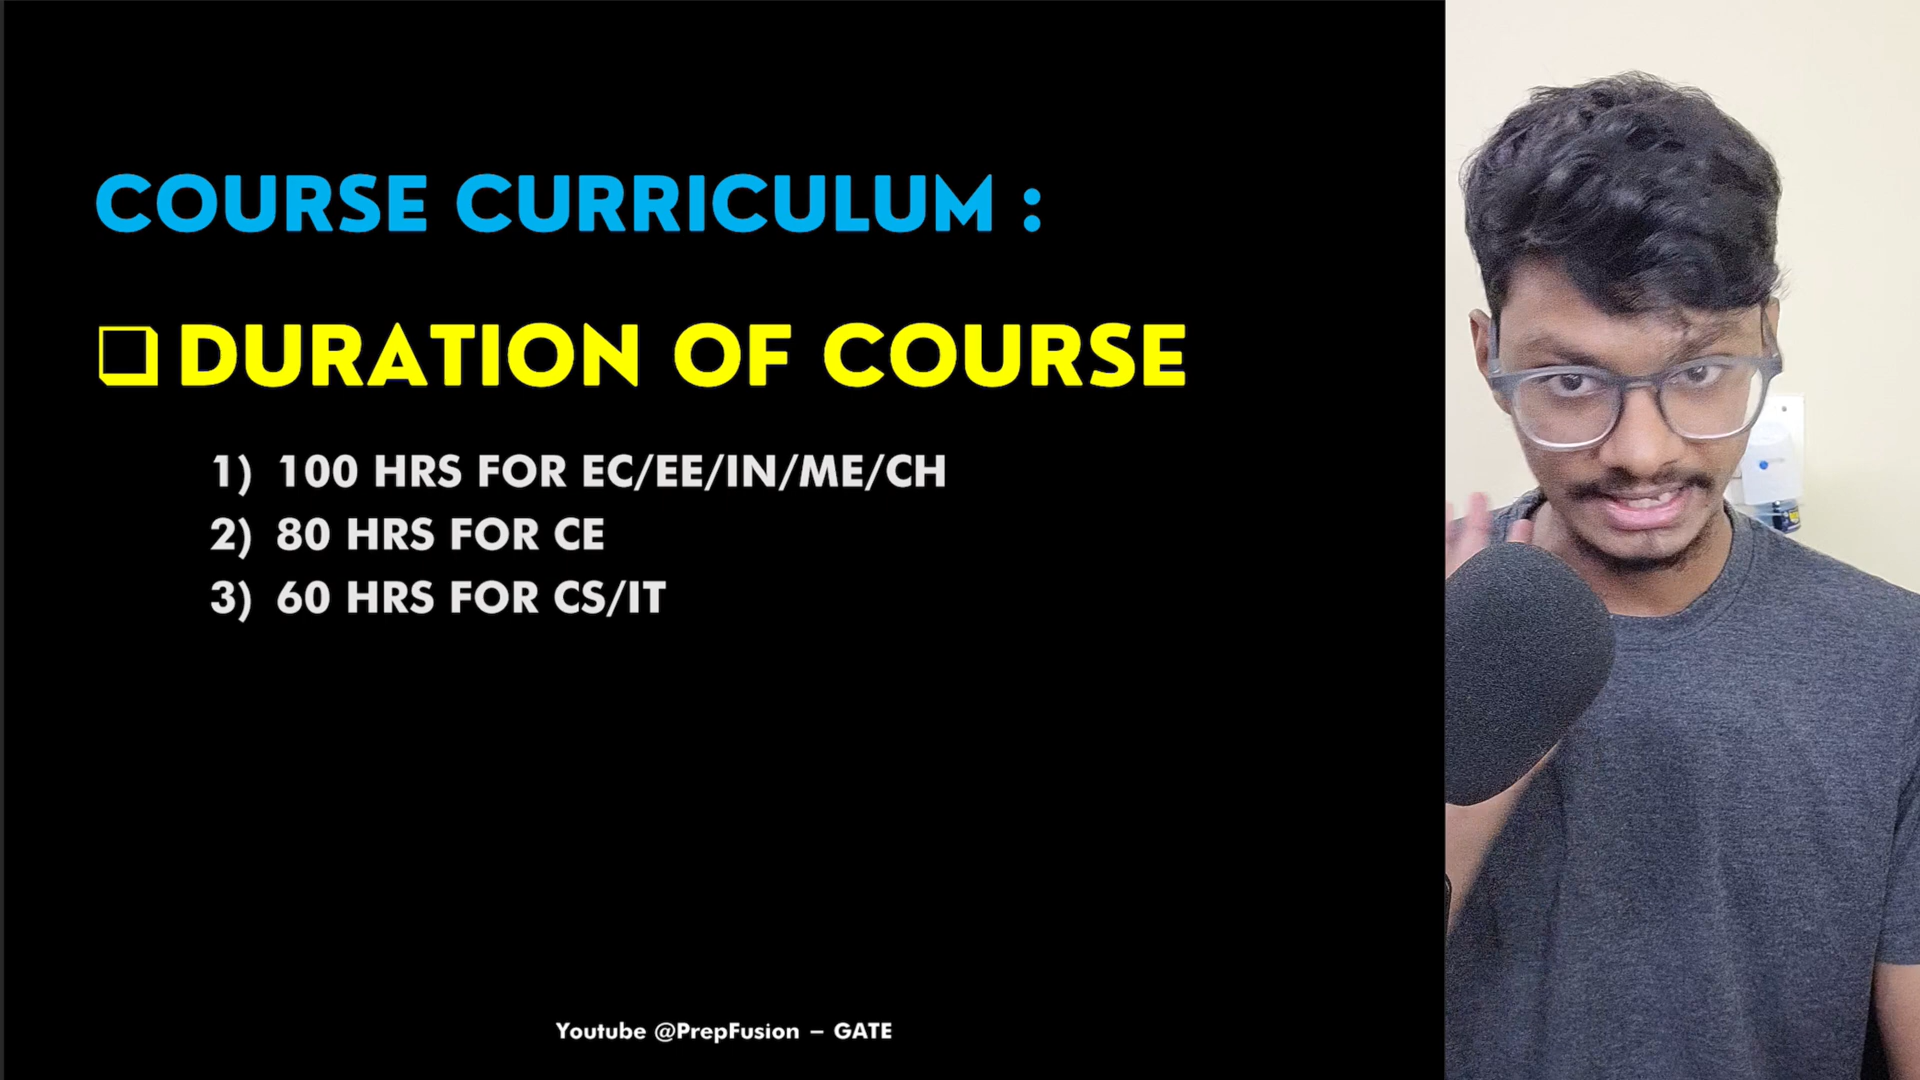 COURSE CURRICULUM :
DURATION OF COURSE
1) 100 HRS FOR EC/EE/IN/ME/CH
2) 80 HRS FOR CE
3) 60 HRS FOR CS/IT
Youtube @PrepFusion – GATE